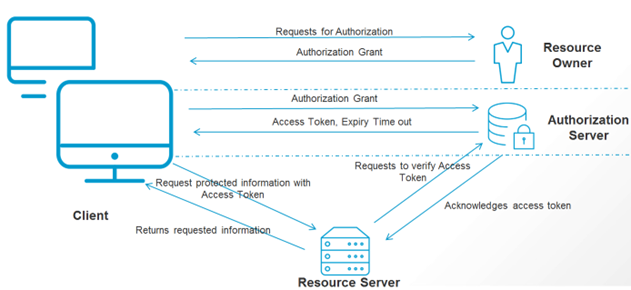 Requests for Authorization
Authorization Grant
Resource
Owner
Authorization Grant
Access Token, Expiry Time out
Authorization
Server
Requests to verify Access
Token
Request protected information with
Access Token
Acknowledges access token
Client
Returns requested information
Resource Server